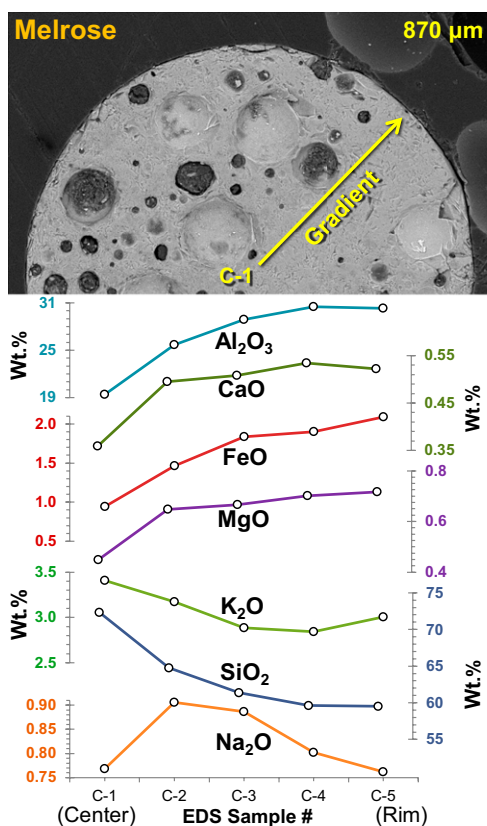 Melrose 870 μm
Gradient
C-1
31
25
19
Wt.%
Al₂O₃
0.55
0.45
0.35
Wt.%
CaO
2.0
1.5
1.0
0.5
FeO
0.8
0.6
0.4
MgO
3.5
3.0
2.5
Wt.%
K₂O
75
70
65
60
55
Wt.%
SiO₂
0.90
0.85
0.80
0.75
Na₂O
C-1 C-2 C-3 C-4 C-5
(Center) EDS Sample # (Rim)